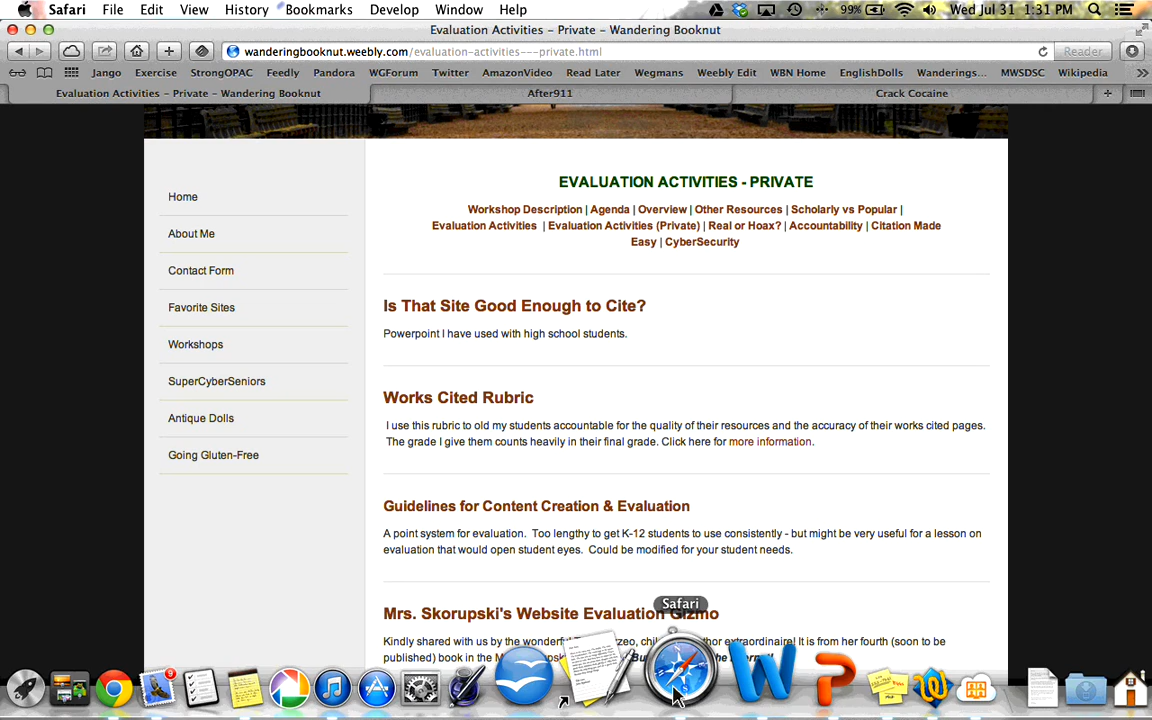 Safari File Edit View History Bookmarks Develop Window Help 99% Wed Jul 31 1:31 PM
Evaluation Activities – Private – Wandering Booknut
wanderingbooknut.weebly.com/evaluation-activities---private.html Reader
Jango Exercise StrongOPAC Feedly Pandora WGForum Twitter AmazonVideo Read Later Wegmans Weebly Edit WBN Home EnglishDolls Wanderings... MWSDSC Wikipedia
Evaluation Activities – Private – Wandering Booknut After911 Crack Cocaine
EVALUATION ACTIVITIES - PRIVATE
Workshop Description | Agenda | Overview | Other Resources | Scholarly vs Popular |
Evaluation Activities | Evaluation Activities (Private) | Real or Hoax? | Accountability | Citation Made
Easy | CyberSecurity
Home
About Me
Contact Form
Favorite Sites
Workshops
SuperCyberSeniors
Antique Dolls
Going Gluten-Free
Is That Site Good Enough to Cite?
Powerpoint I have used with high school students.
Works Cited Rubric
I use this rubric to old my students accountable for the quality of their resources and the accuracy of their works cited pages.
The grade I give them counts heavily in their final grade. Click here for more information.
Guidelines for Content Creation & Evaluation
A point system for evaluation. Too lengthy to get K-12 students to use consistently - but might be very useful for a lesson on
evaluation that would open student eyes. Could be modified for your student needs.
Safari
Mrs. Skorupski's Website Evaluation Gizmo
Kindly shared with us by the wonderful extraordinaire! It is from her fourth (soon to be
published) book in the
9